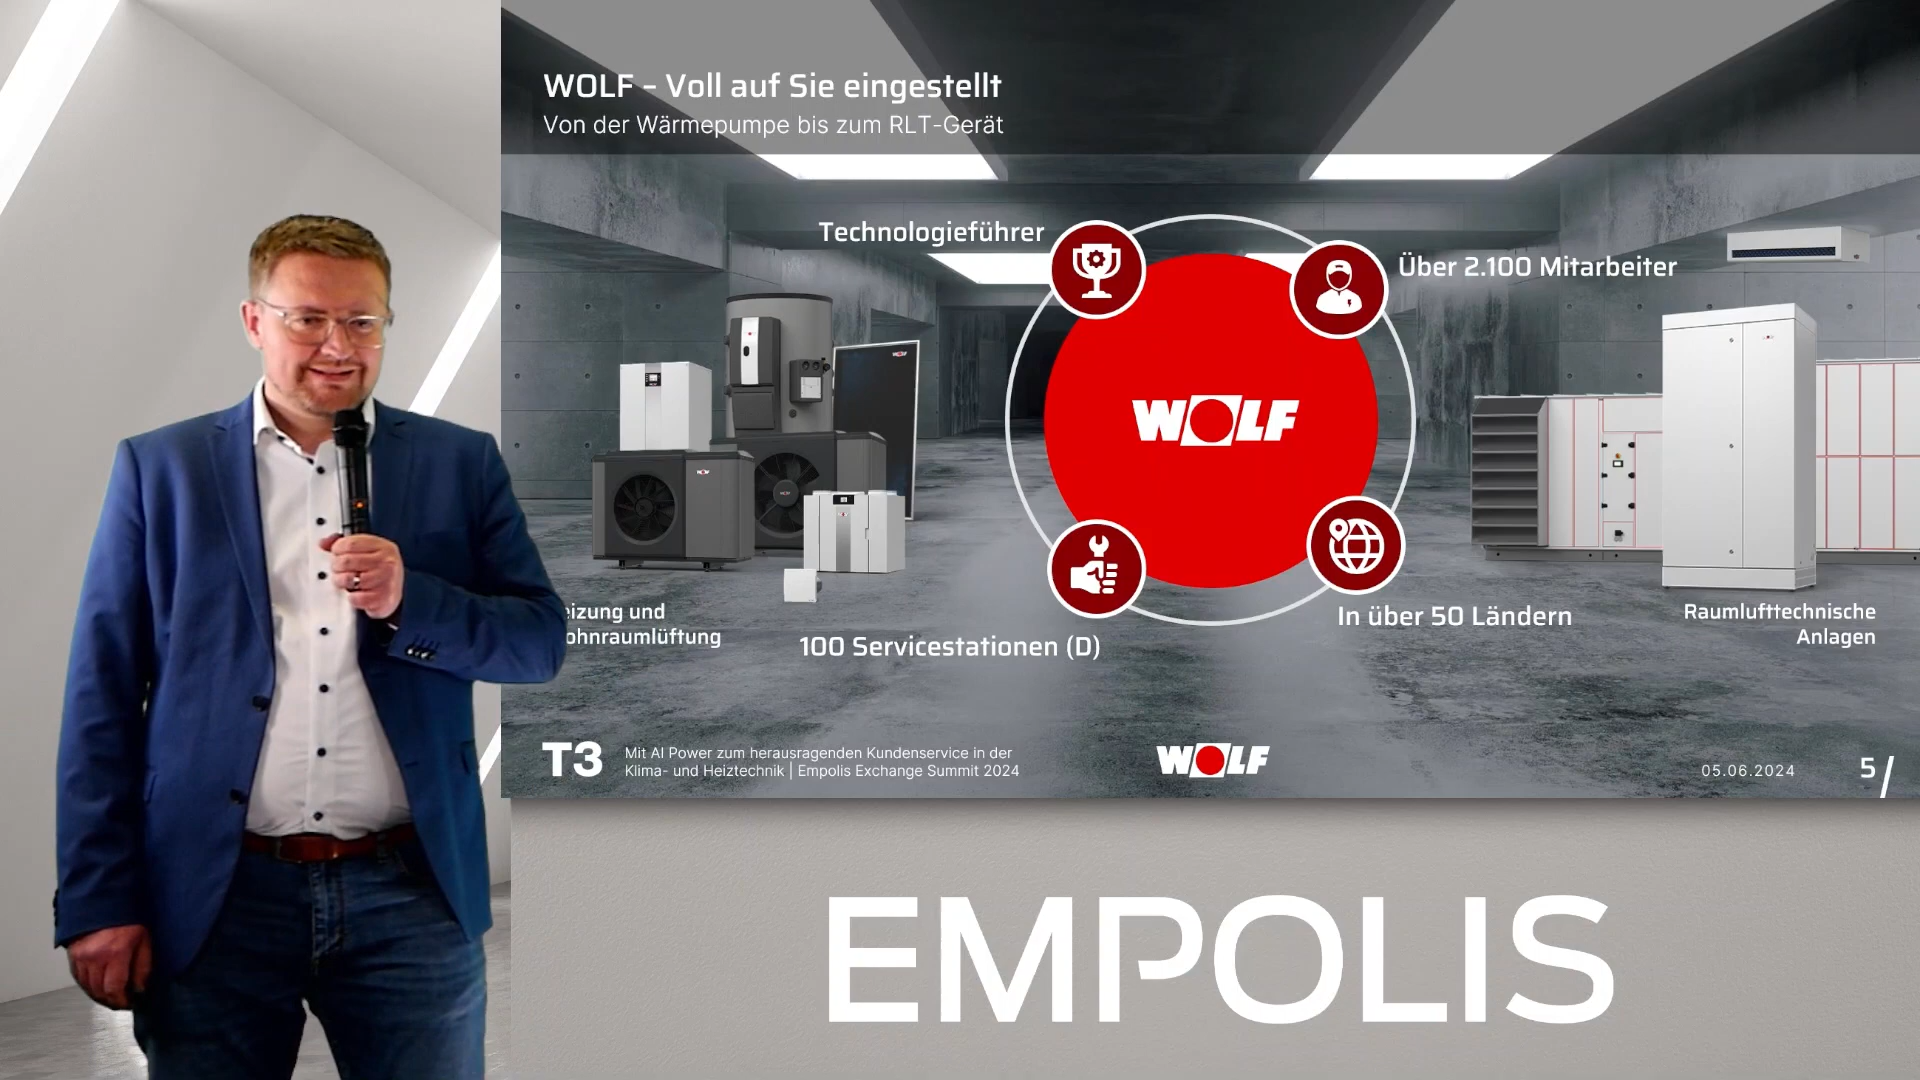 WOLF – Voll auf Sie eingestellt
Von der Wärmepumpe bis zum RLT-Gerät
Technologieführer
Über 2.100 Mitarbeiter
WOLF
eizung und
ohnraumlüftung
100 Servicestationen (D)
In über 50 Ländern
Raumlufttechnische
Anlagen
T3
Mit AI Power zum herausragenden Kundenservice in der
Klima- und Heiztechnik | Empolis Exchange Summit 2024
WOLF
05.06.2024
5/
EMPOLIS